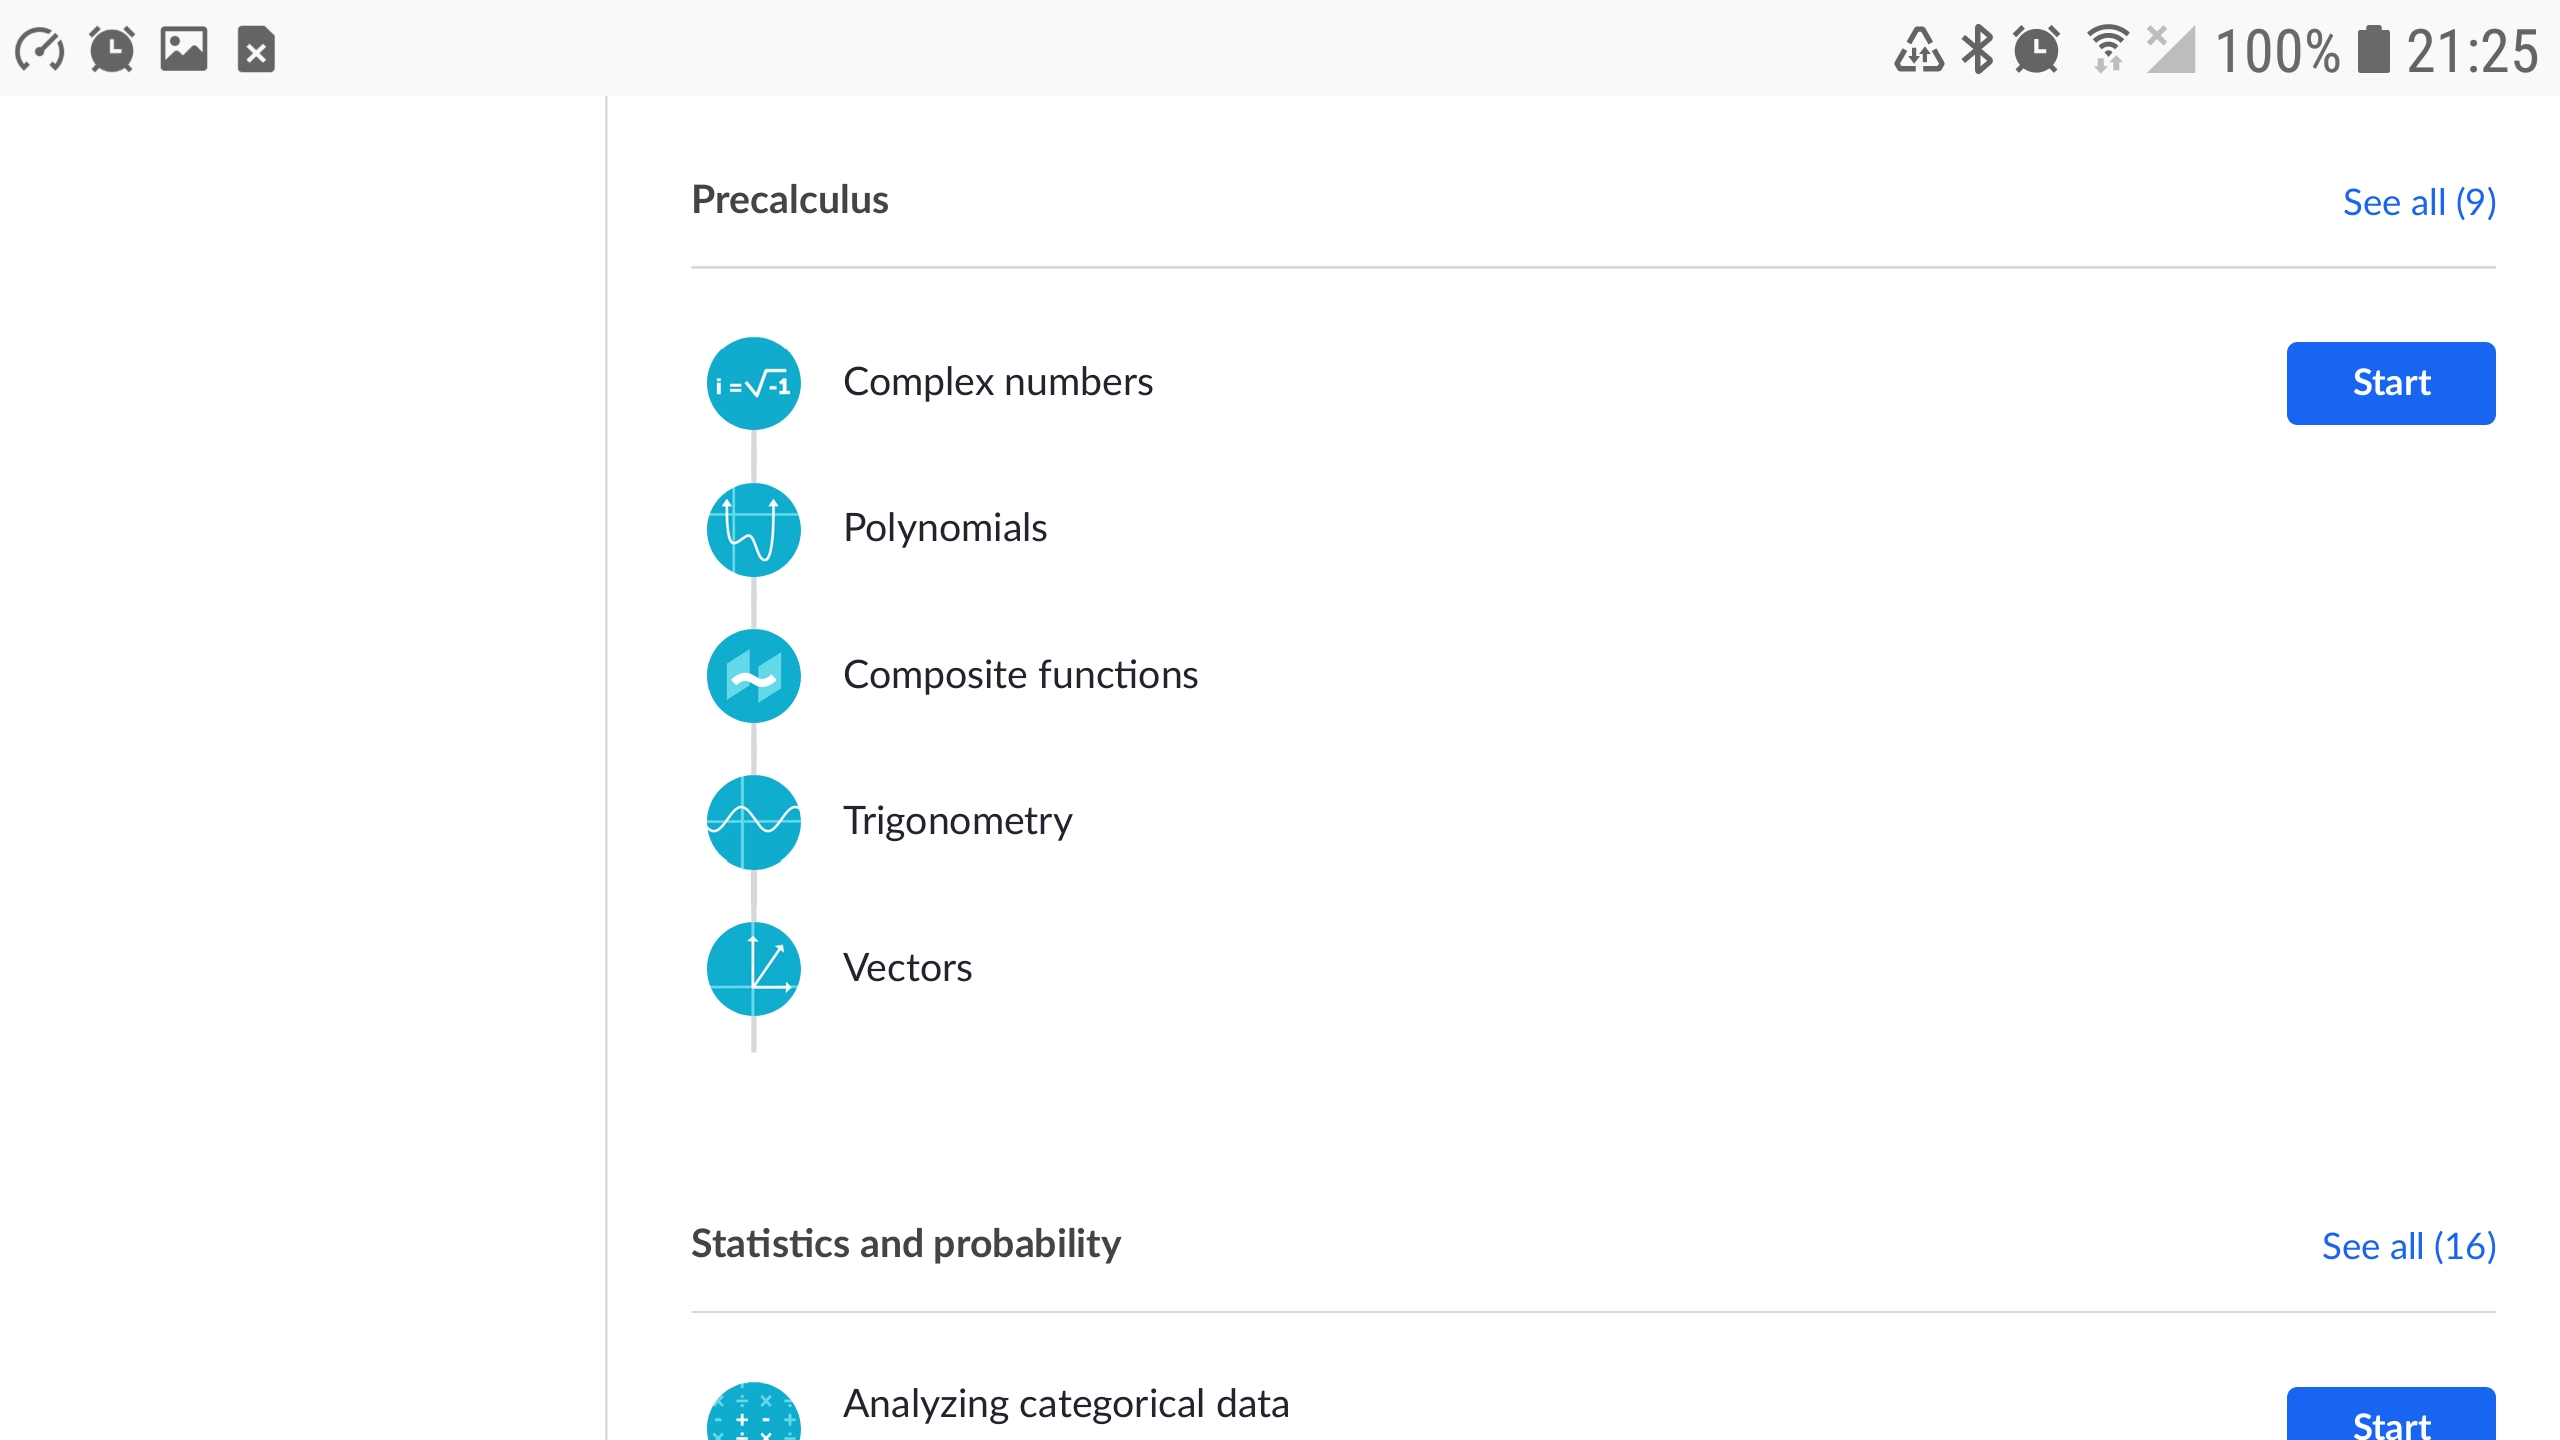 100% 21:25
Precalculus See all (9)
i = √-1 Complex numbers Start
Polynomials
Composite functions
Trigonometry
Vectors
Statistics and probability See all (16)
Analyzing categorical data Start